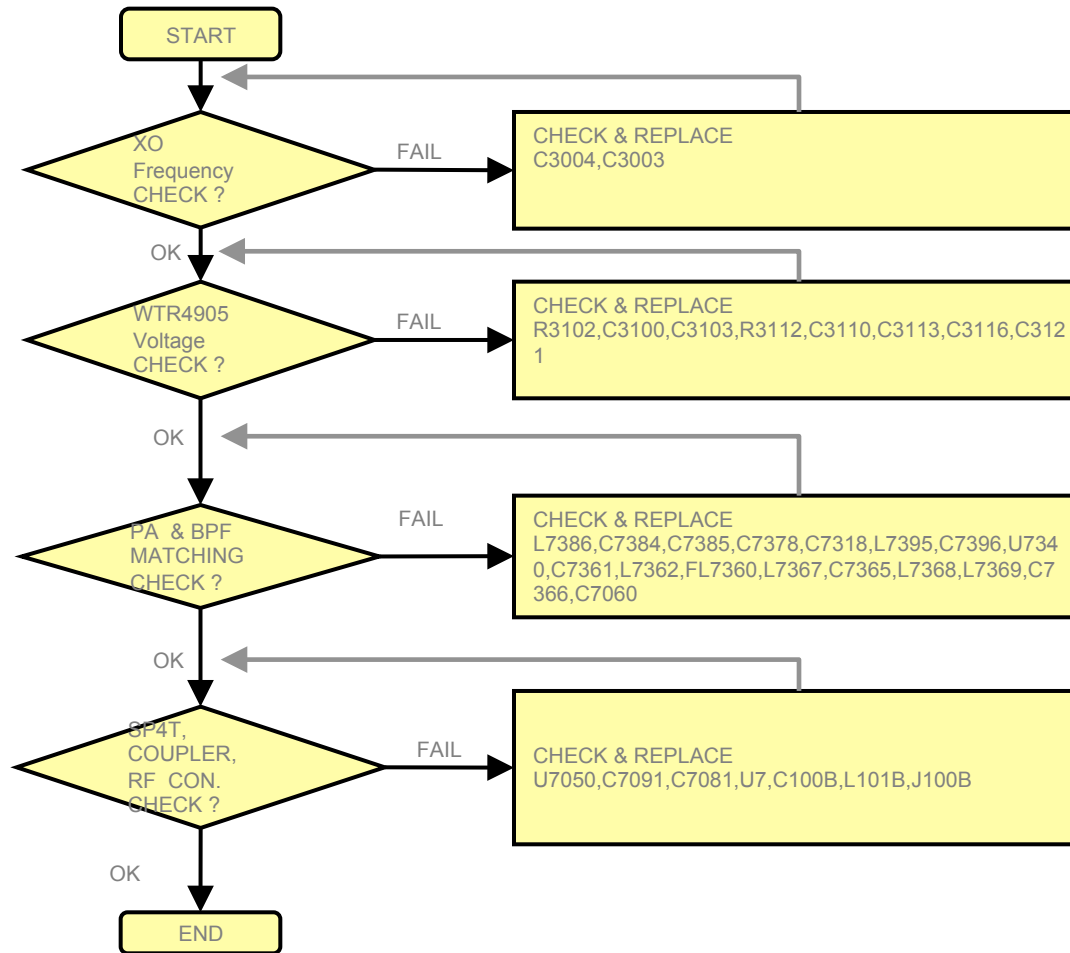 START
XO
Frequency
CHECK ?
FAIL
CHECK & REPLACE
C3004,C3003
OK
WTR4905
Voltage
CHECK ?
FAIL
CHECK & REPLACE
R3102,C3100,C3103,R3112,C3110,C3113,C3116,C312
1
OK
PA & BPF
MATCHING
CHECK ?
FAIL
CHECK & REPLACE
L7386,C7384,C7385,C7378,C7318,L7395,C7396,U734
0,C7361,L7362,FL7360,L7367,C7365,L7368,L7369,C7
366,C7060
OK
SP4T,
COUPLER,
RF CON.
CHECK ?
FAIL
CHECK & REPLACE
U7050,C7091,C7081,U7,C100B,L101B,J100B
OK
END